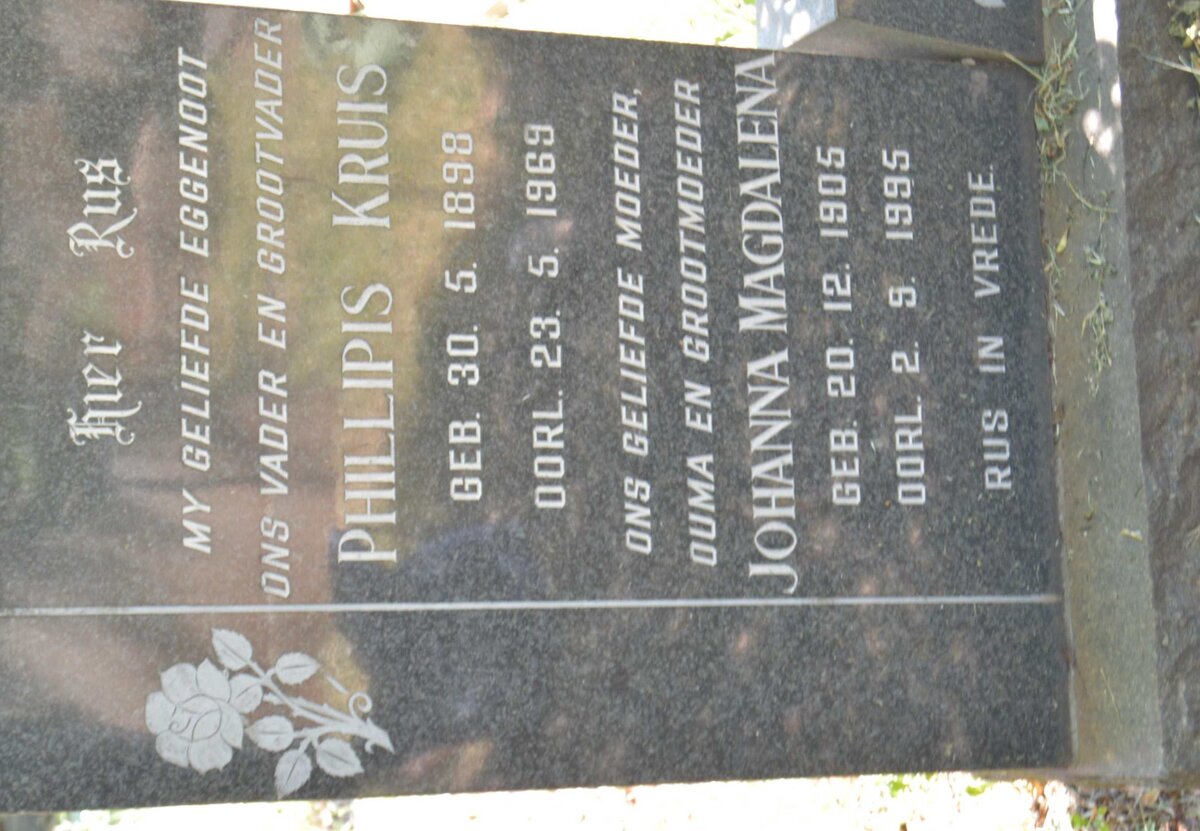 Hier Rus
MY GELIEFDE EGGENOOT
ONS VADER EN GROOTVADER
PHILLIPIS KRUIS
GEB. 30. 5. 1898
OORL. 23. 5. 1969
ONS GELIEFDE MOEDER,
OUMA EN GROOTMOEDER
JOHANNA MAGDALENA
GEB. 20. 12. 1905
OORL. 2. 9. 1995
RUS IN VREDE.